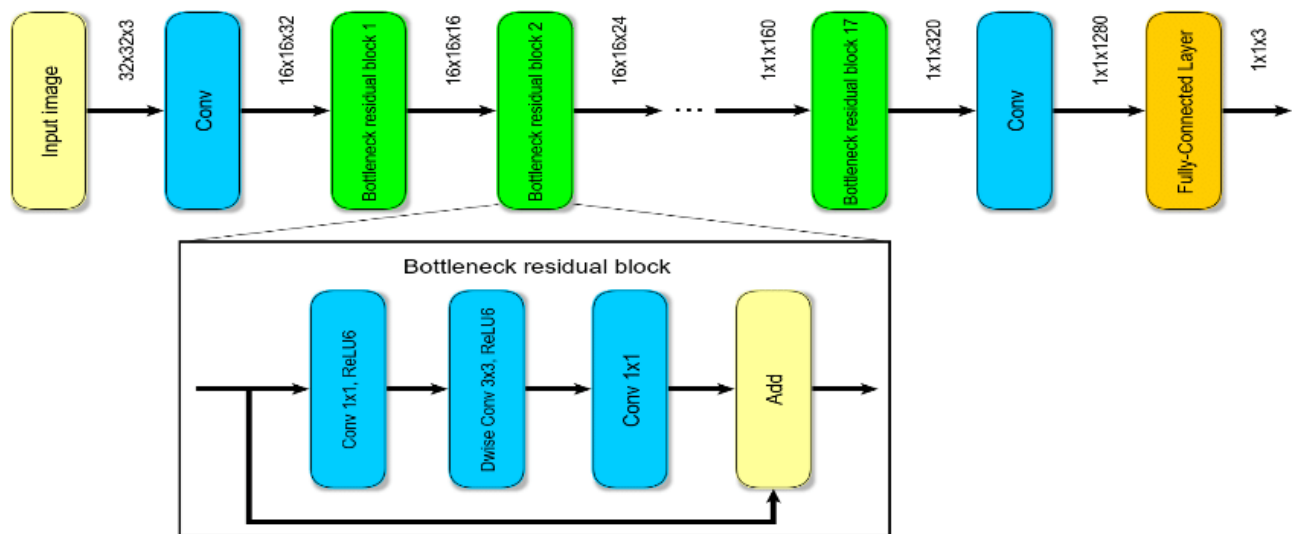 Input image
32x32x3
Conv
16x16x32
Bottleneck residual block 1
16x16x16
Bottleneck residual block 2
16x16x24
...
1x1x160
Bottleneck residual block 17
1x1x320
Conv
1x1x1280
Fully-Connected Layer
1x1x3
Bottleneck residual block
Conv 1x1, ReLU6
Dwise Conv 3x3, ReLU6
Conv 1x1
Add